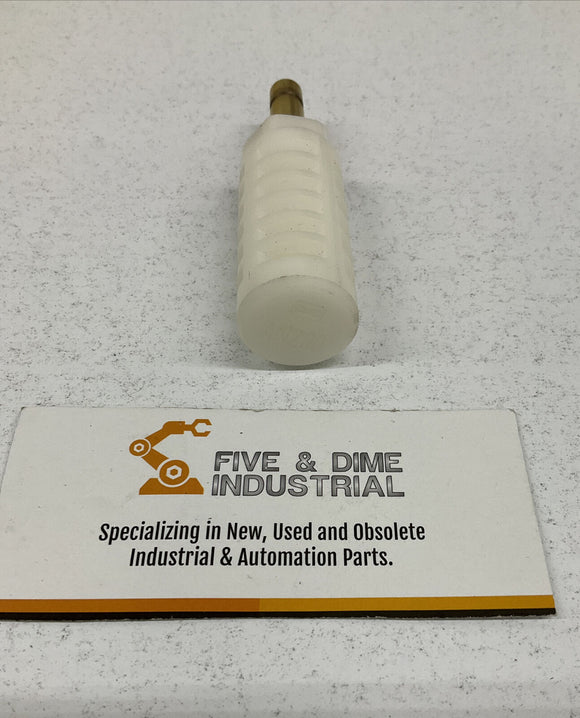 FIVE & DIME
INDUSTRIAL
Specializing in New, Used and Obsolete
Industrial & Automation Parts.